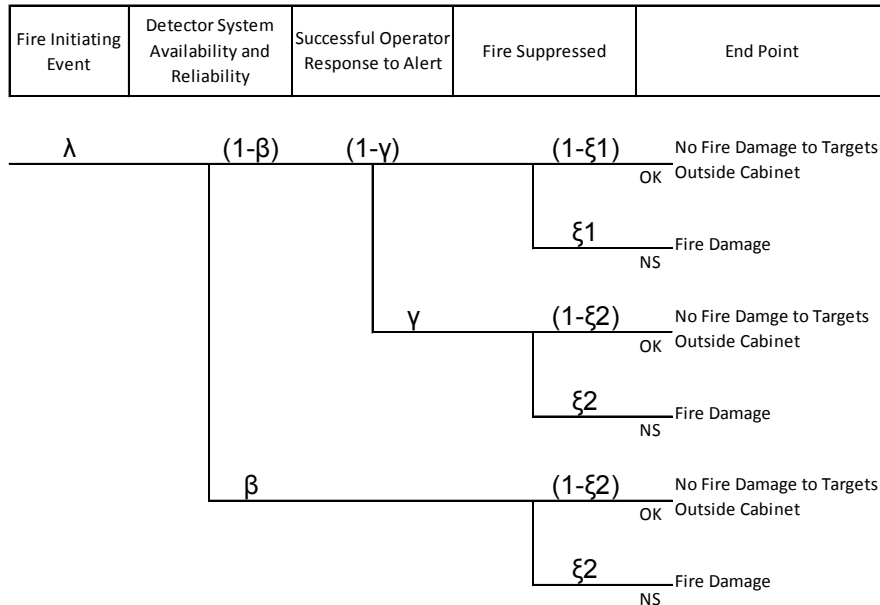 Fire Initiating
Event
Detector System
Availability and
Reliability
Successful Operator
Response to Alert
Fire Suppressed
End Point
λ
(1-β)
(1-γ)
(1-ξ1)
No Fire Damage to Targets
OK
Outside Cabinet
ξ1
Fire Damage
NS
γ
(1-ξ2)
No Fire Damge to Targets
OK
Outside Cabinet
ξ2
Fire Damage
NS
β
(1-ξ2)
No Fire Damage to Targets
OK
Outside Cabinet
ξ2
Fire Damage
NS